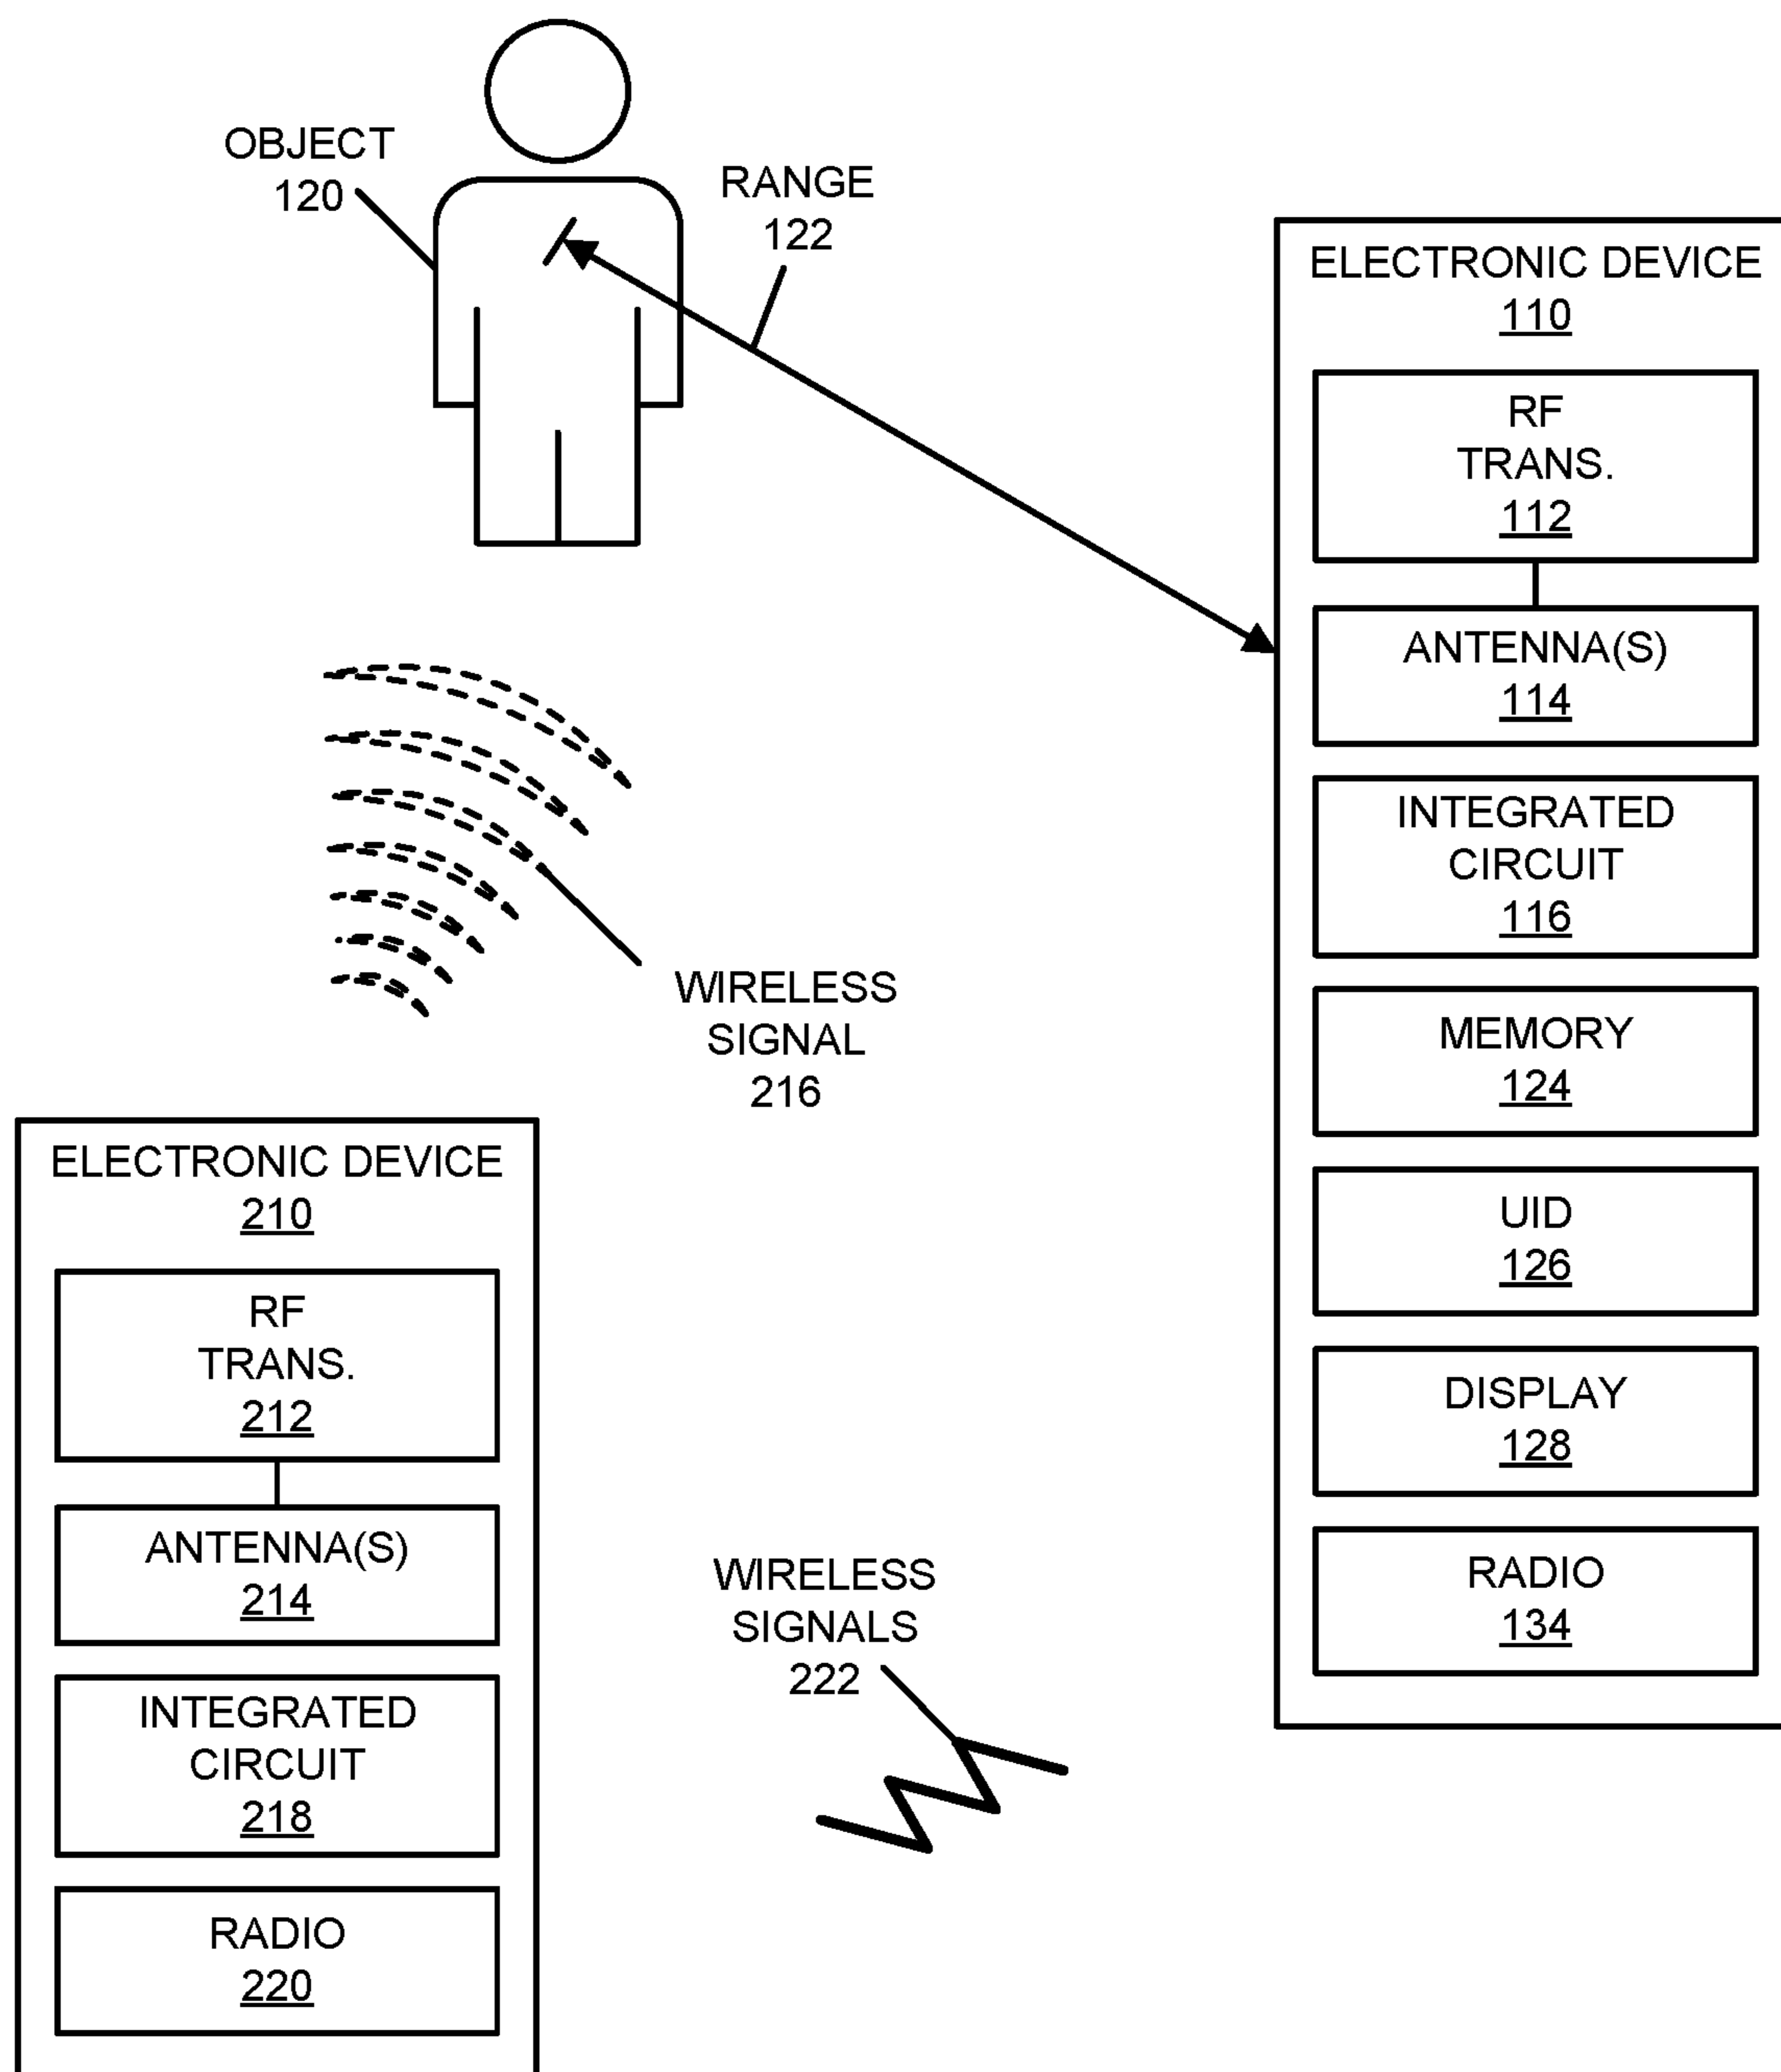 OBJECT
120
RANGE
122
ELECTRONIC DEVICE
110
RF
TRANS.
112
ANTENNA(S)
114
INTEGRATED
CIRCUIT
116
MEMORY
124
UID
126
DISPLAY
128
RADIO
134
WIRELESS
SIGNAL
216
ELECTRONIC DEVICE
210
RF
TRANS.
212
ANTENNA(S)
214
INTEGRATED
CIRCUIT
218
RADIO
220
WIRELESS
SIGNALS
222